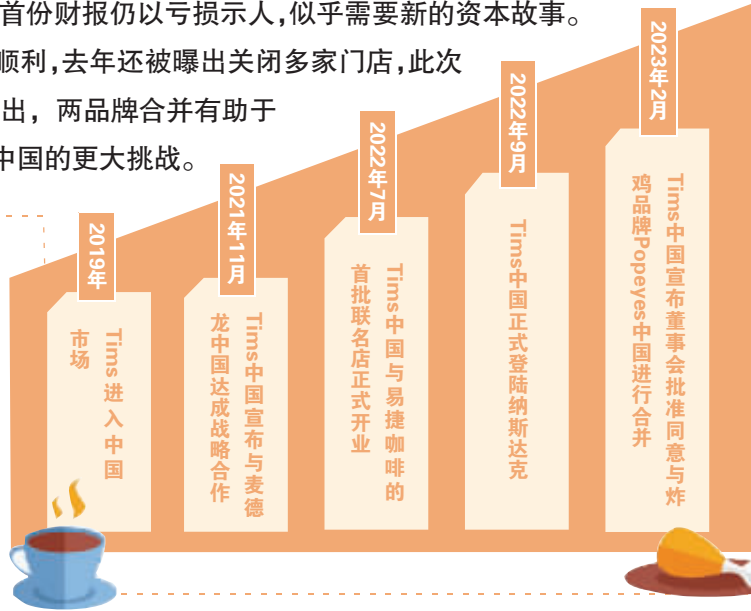 首份财报仍以亏损示人,似乎需要新的资本故事。
顺利,去年还被曝出关闭多家门店,此次
出，两品牌合并有助于
中国的更大挑战。
2019年
Tims进入中国
市场
2021年11月
Tims中国宣布与麦德
龙中国达成战略合作
2022年7月
Tims中国与易捷咖啡的
首批联名店正式开业
2022年9月
Tims中国正式登陆纳斯达克
2023年2月
Tims中国宣布董事会批准同意与炸
鸡品牌Popeyes中国进行合并